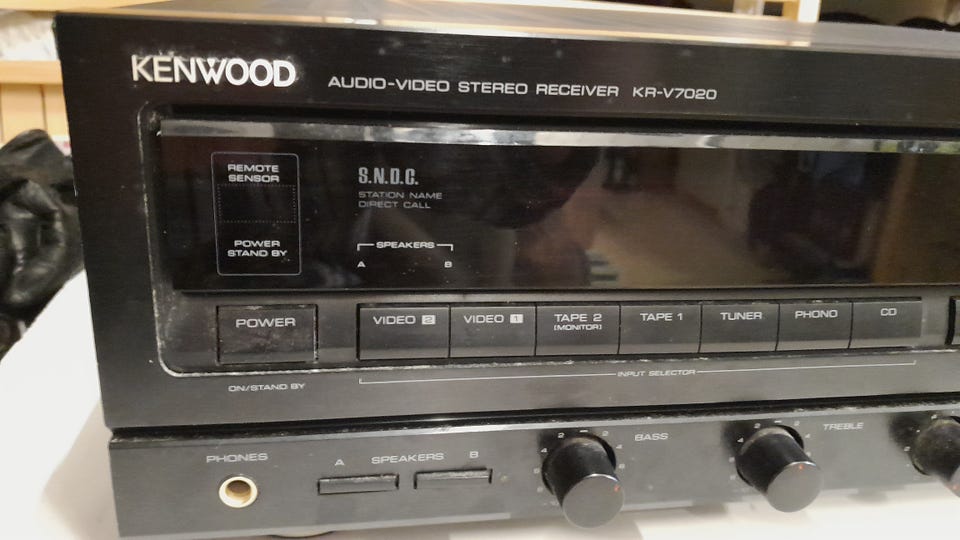 KENWOOD
AUDIO-VIDEO STEREO RECEIVER KR-V7020
REMOTE
SENSOR
S.N.D.C.
STATION NAME
DIRECT CALL
POWER
STAND BY
SPEAKERS
A B
POWER
VIDEO 2
VIDEO 1
TAPE 2
(MONITOR)
TAPE 1
TUNER
PHONO
CD
ON/STAND BY
INPUT SELECTOR
PHONES
A SPEAKERS B
BASS
TREBLE